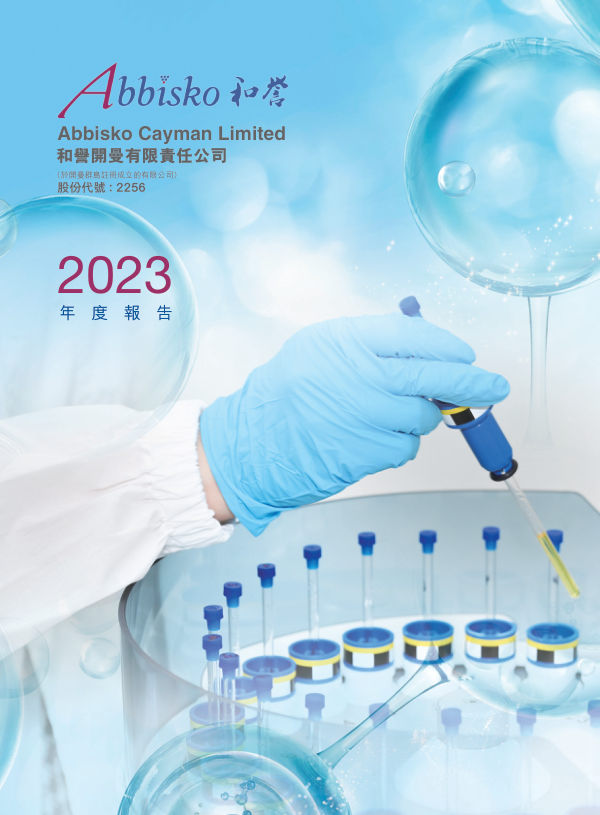 Abbisko 和誉
Abbisko Cayman Limited
和譽開曼有限責任公司
(於開曼群島註冊成立的有限公司)
股份代號：2256
2023
年度報告